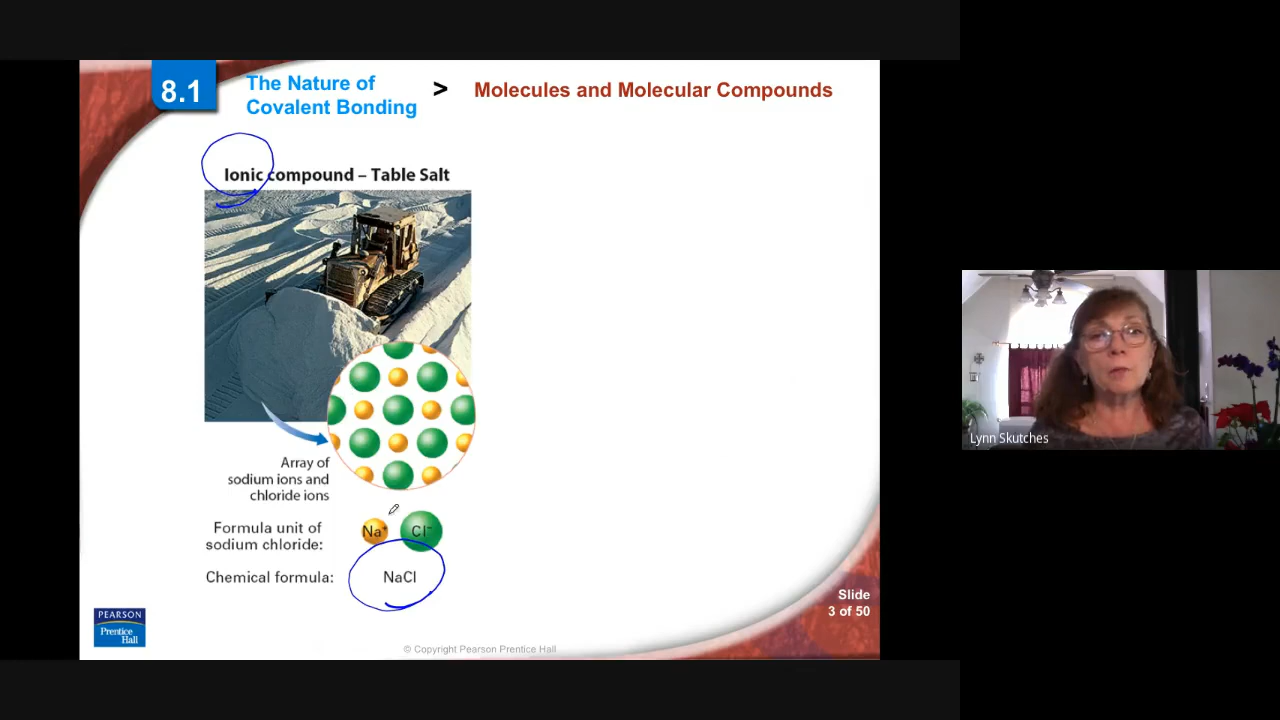 8.1
The Nature of
Covalent Bonding
>
Molecules and Molecular Compounds
Ionic compound – Table Salt
Array of
sodium ions and
chloride ions
Formula unit of
sodium chloride:
Na⁺ Cl⁻
Chemical formula: NaCl
Slide
3 of 50
PEARSON
Prentice
Hall
© Copyright Pearson Prentice Hall
Lynn Skutches